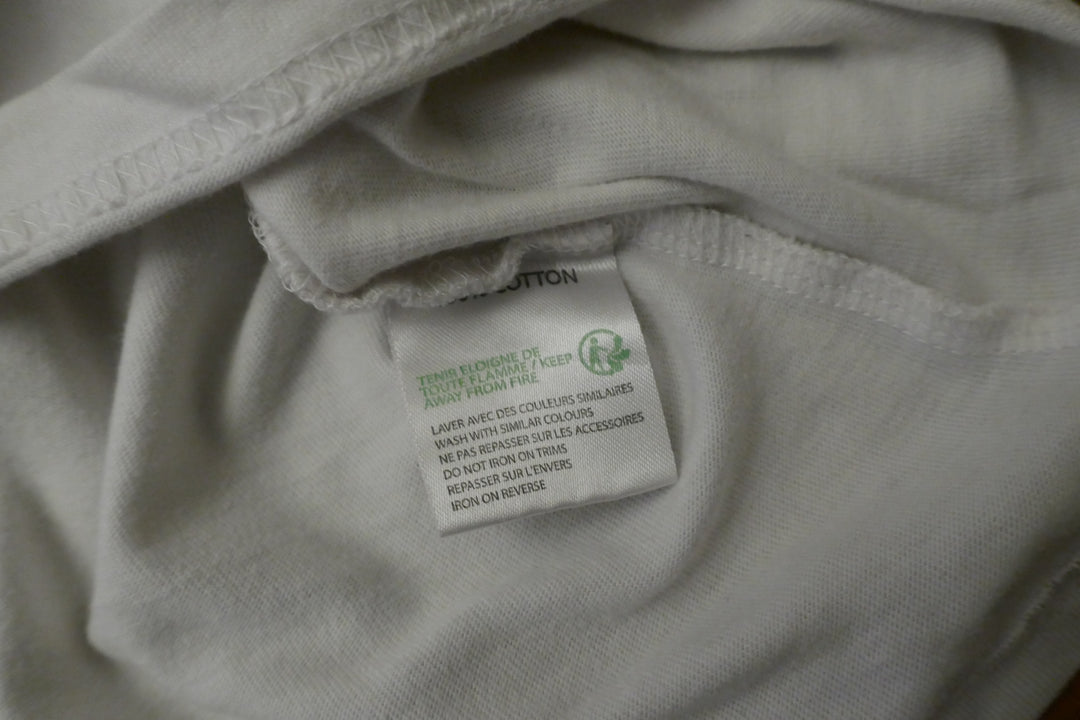 COTTON
TENIR ELOIGNE DE
TOUTE FLAMME / KEEP
AWAY FROM FIRE
LAVER AVEC DES COULEURS SIMILAIRES
WASH WITH SIMILAR COLOURS
NE PAS REPASSER SUR LES ACCESSOIRES
DO NOT IRON ON TRIMS
REPASSER SUR L'ENVERS
IRON ON REVERSE